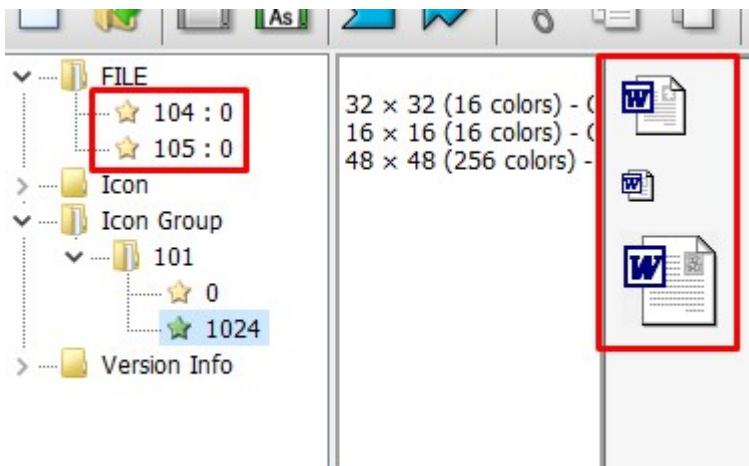 As
FILE
104 : 0
105 : 0
Icon
Icon Group
101
0
1024
Version Info
32 × 32 (16 colors) - (
16 × 16 (16 colors) - (
48 × 48 (256 colors) -
W
W
W